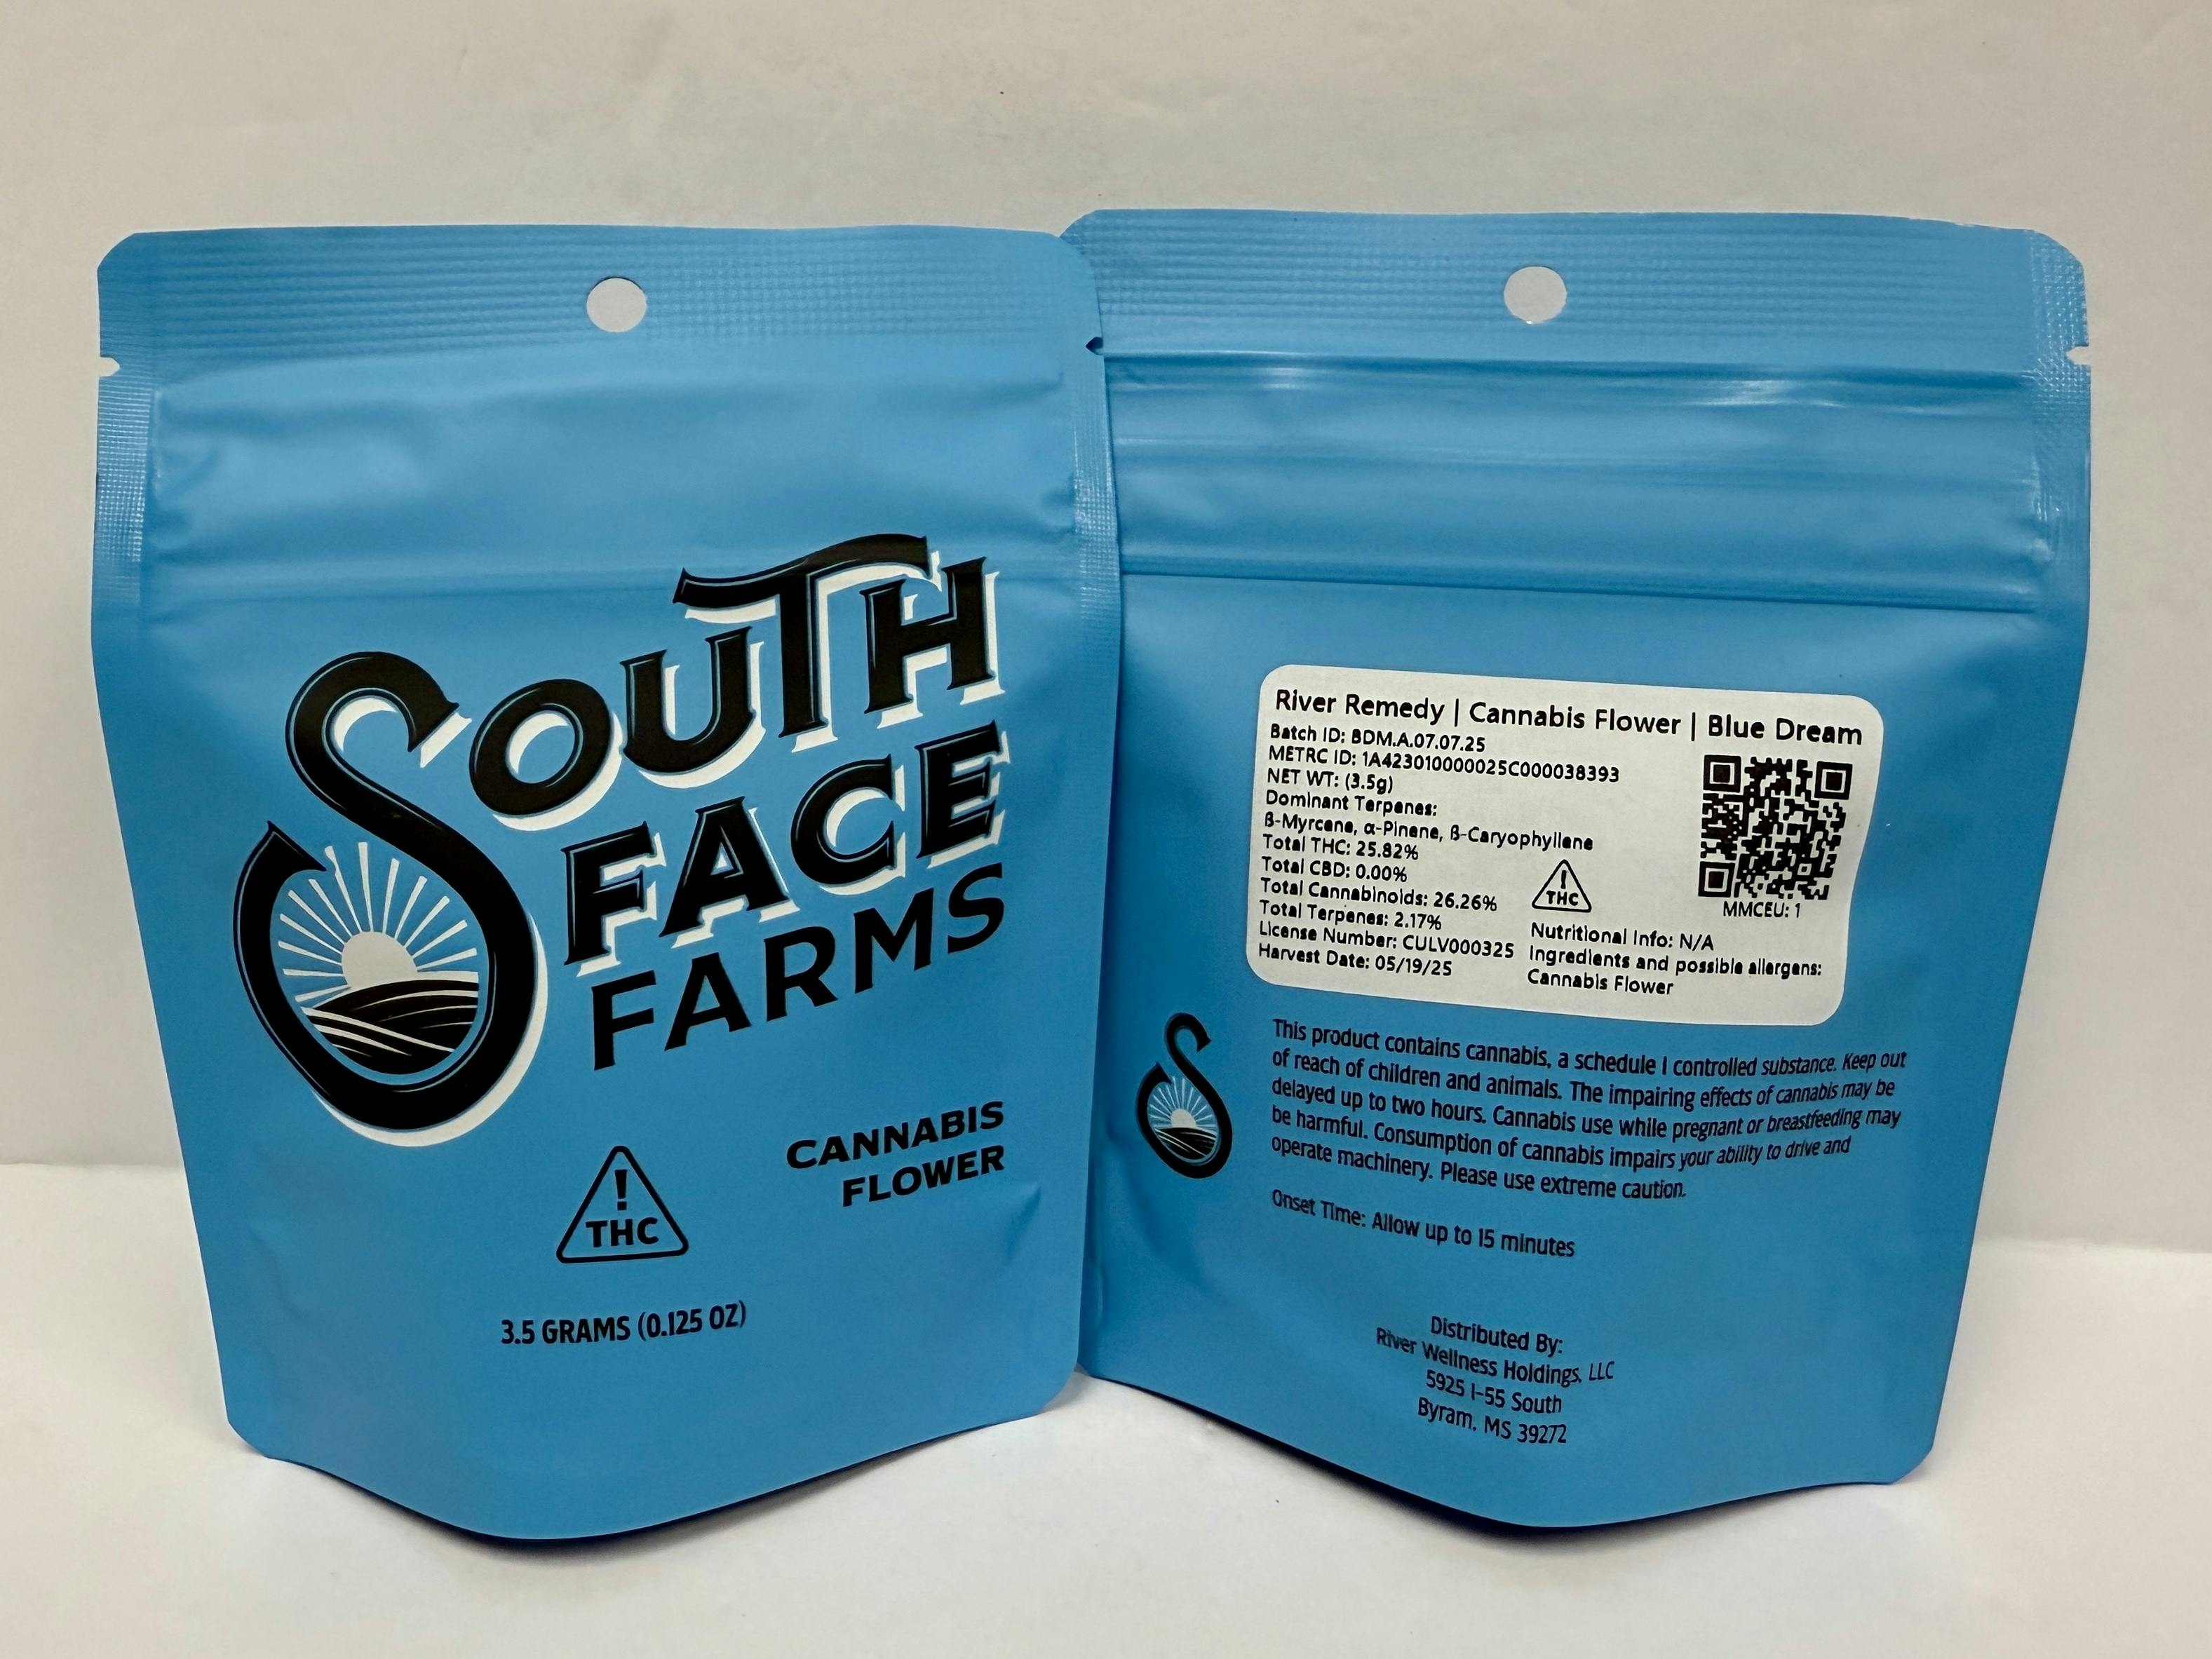 SOUTH
FACE
FARMS
CANNABIS
FLOWER
!
THC
3.5 GRAMS (0.125 OZ)
River Remedy | Cannabis Flower | Blue Dream
Batch ID: BDM.A.07.07.25
METRC ID: 1A423010000025C000038393
NET WT: (3.5g)
Dominant Terpenes:
β-Myrcene, α-Pinene, β-Caryophyllene
Total THC: 25.82%
Total CBD: 0.00%
Total Cannabinoids: 26.26%
Total Terpenes: 2.17%
License Number: CULV000325
Harvest Date: 05/19/25
!
THC
MMCEU: 1
Nutritional Info: N/A
Ingredients and possible allergens:
Cannabis Flower
This product contains cannabis, a schedule I controlled substance. Keep out
of reach of children and animals. The impairing effects of cannabis may be
delayed up to two hours. Cannabis use while pregnant or breastfeeding may
be harmful. Consumption of cannabis impairs your ability to drive and
operate machinery. Please use extreme caution.
Onset Time: Allow up to 15 minutes
Distributed By:
River Wellness Holdings, LLC
5925 I-55 South
Byram, MS 39272